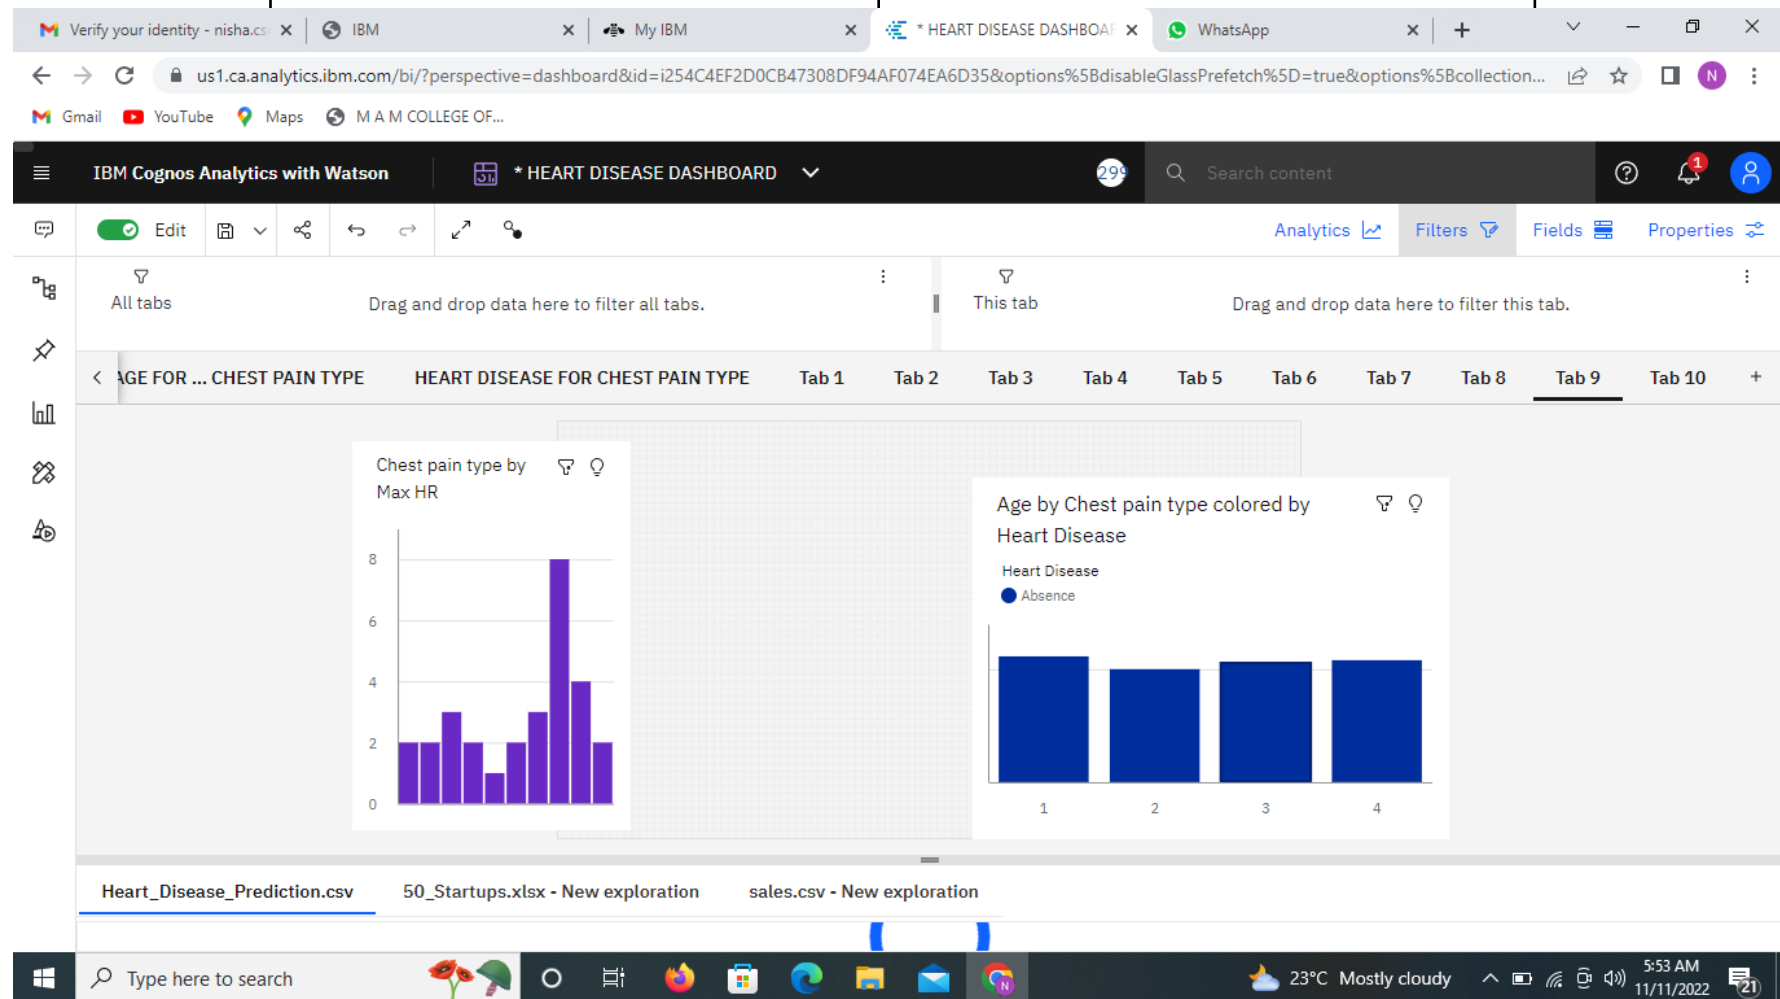 Verify your identity - nisha.cs
IBM
My IBM
* HEART DISEASE DASHBOAR
WhatsApp
us1.ca.analytics.ibm.com/bi/?perspective=dashboard&id=i254C4EF2D0CB47308DF94AF074EA6D35&options%5BdisableGlassPrefetch%5D=true&options%5Bcollection...
N
Gmail
YouTube
Maps
M A M COLLEGE OF...
IBM Cognos Analytics with Watson
* HEART DISEASE DASHBOARD
299
Search content
1
Edit
Analytics
Filters
Fields
Properties
All tabs
Drag and drop data here to filter all tabs.
This tab
Drag and drop data here to filter this tab.
AGE FOR ... CHEST PAIN TYPE
HEART DISEASE FOR CHEST PAIN TYPE
Tab 1
Tab 2
Tab 3
Tab 4
Tab 5
Tab 6
Tab 7
Tab 8
Tab 9
Tab 10
Chest pain type by
Max HR
8
6
4
2
0
Age by Chest pain type colored by
Heart Disease
Heart Disease
Absence
1
2
3
4
Heart_Disease_Prediction.csv
50_Startups.xlsx - New exploration
sales.csv - New exploration
Type here to search
N
23°C Mostly cloudy
5:53 AM
11/11/2022
21